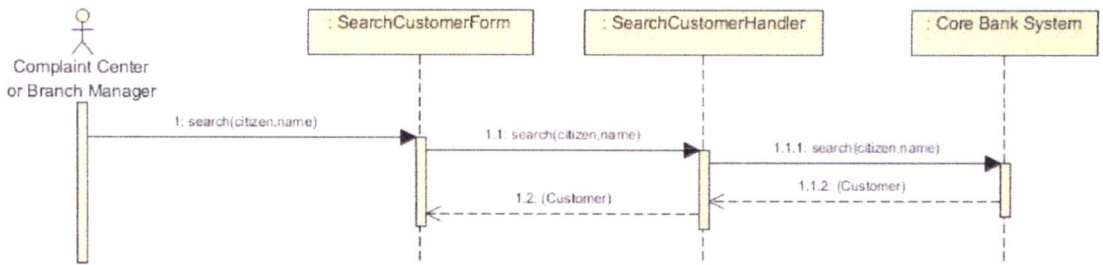 : SearchCustomerForm
: SearchCustomerHandler
: Core Bank System
Complaint Center
or Branch Manager
1: search(citizen,name)
1.1: search(citizen,name)
1.1.1: search(citizen,name)
1.2: (Customer)
1.1.2: (Customer)